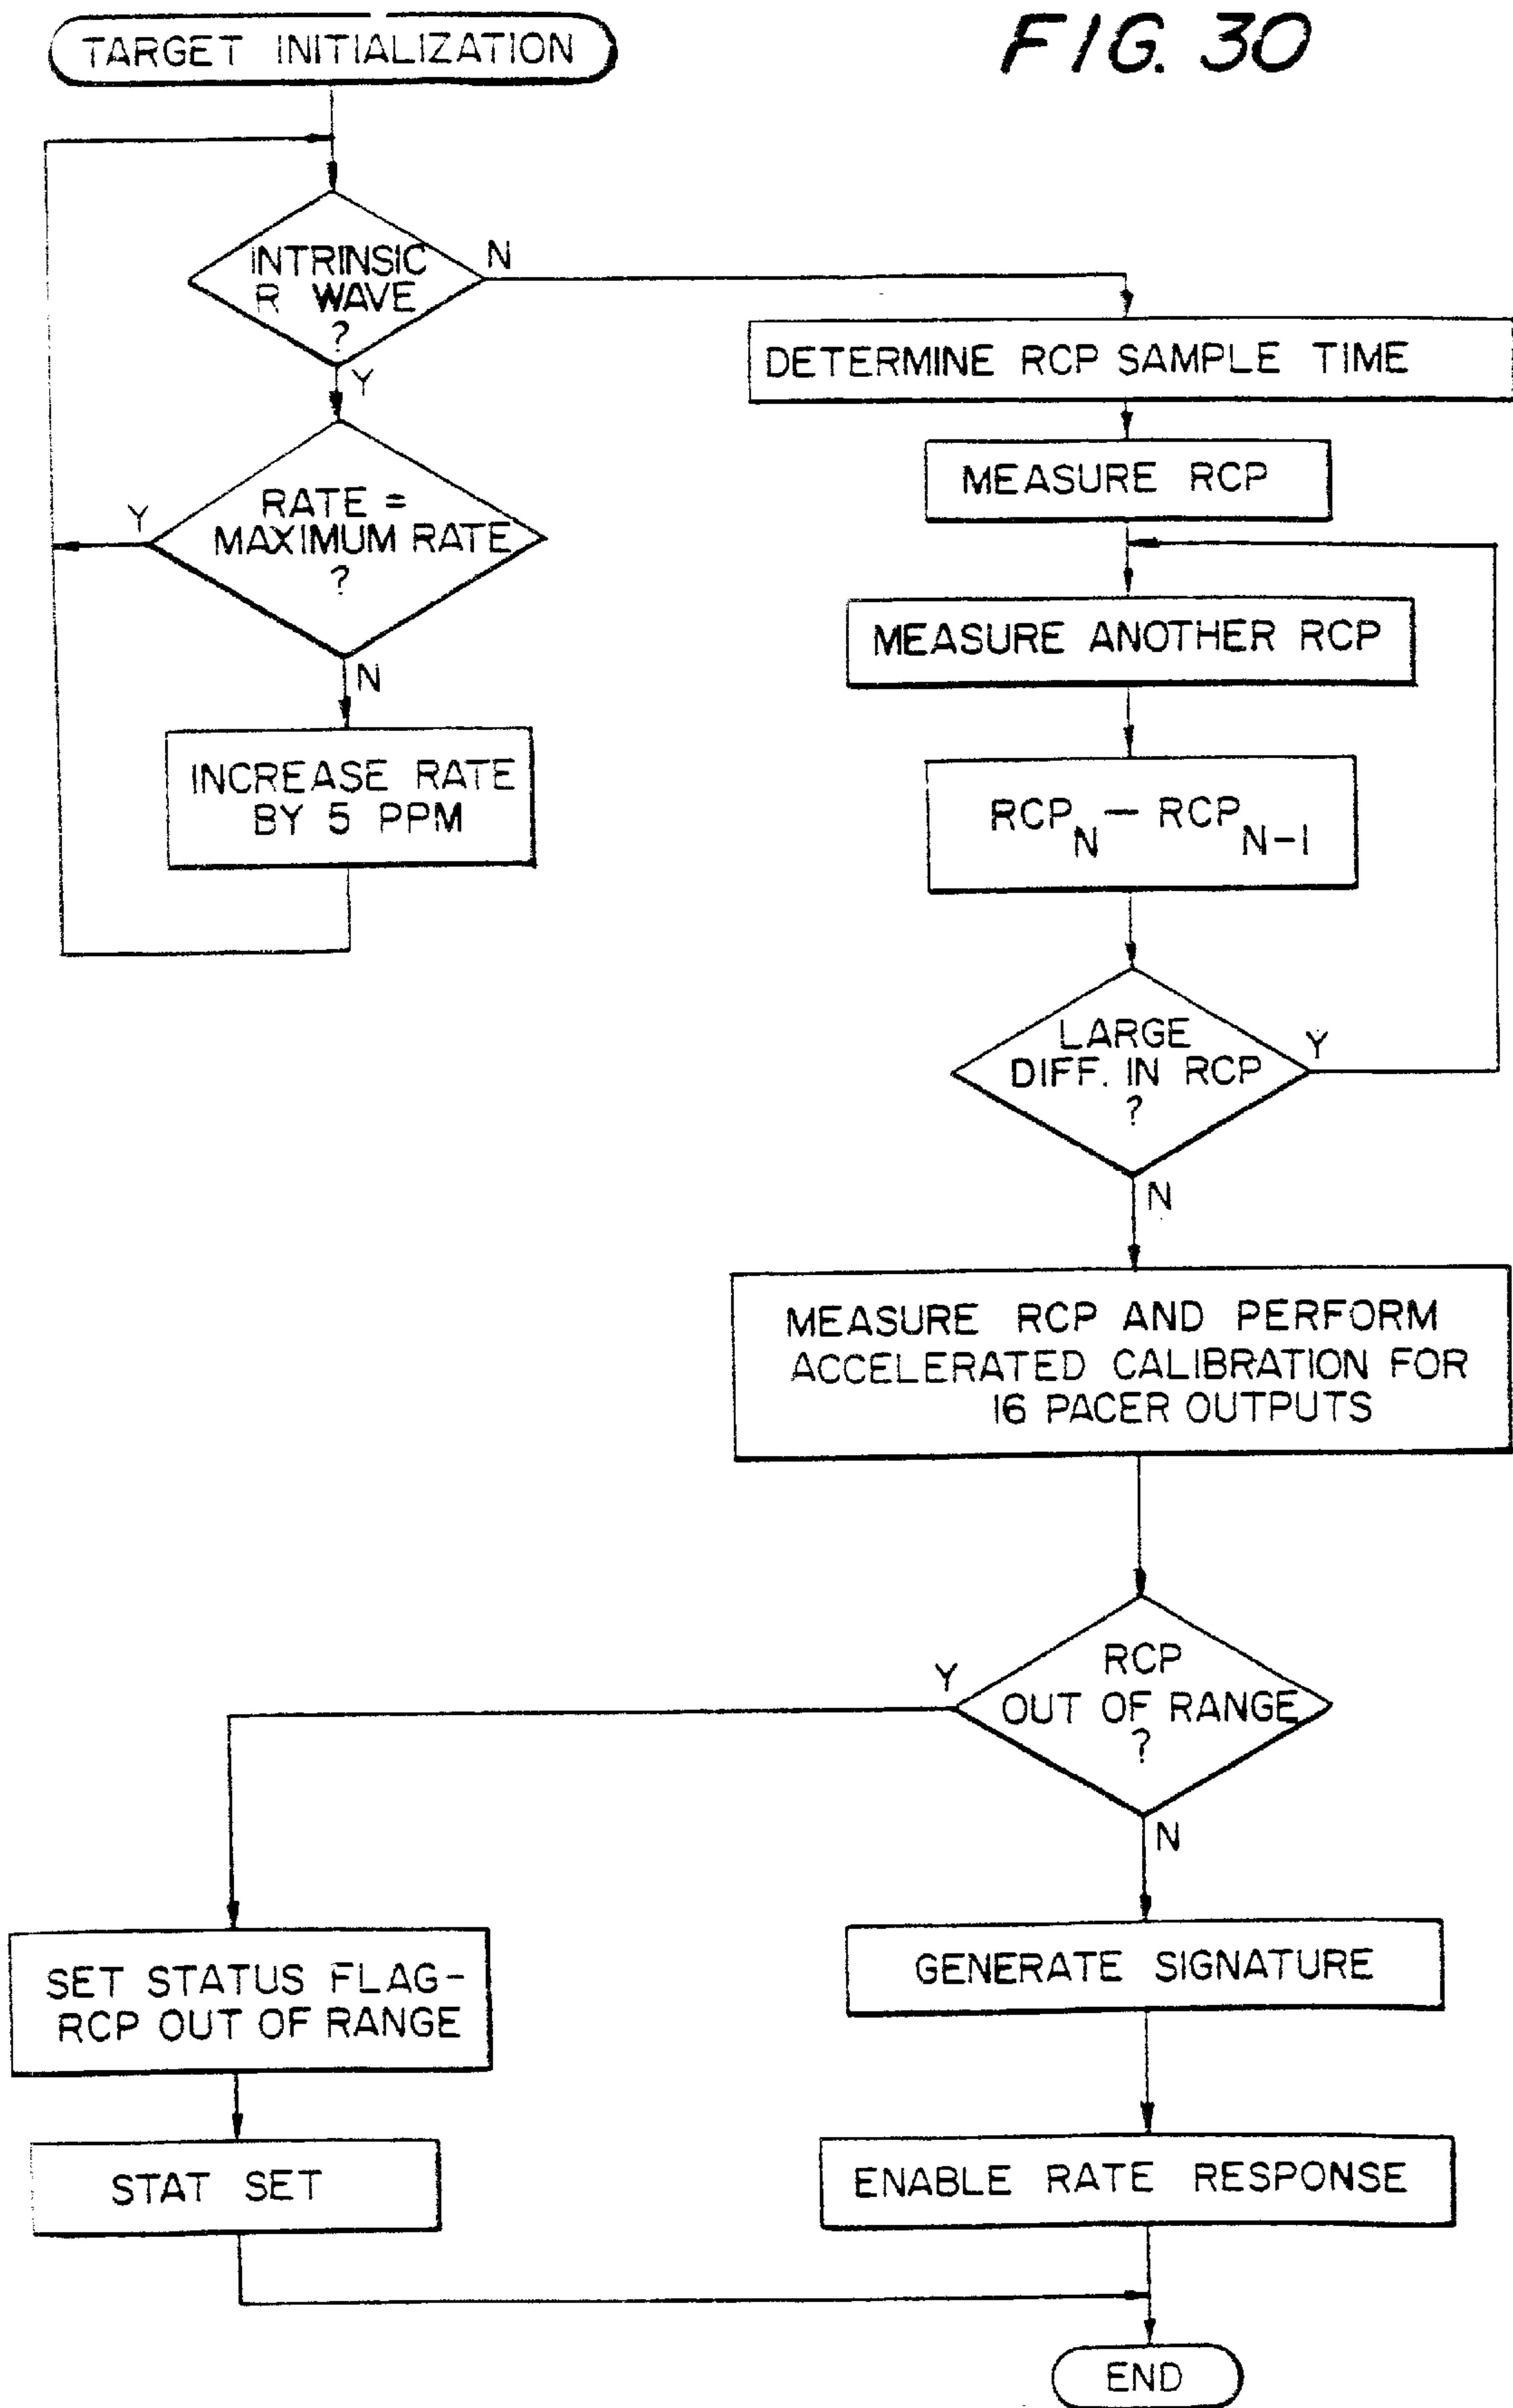 TARGET INITIALIZATION
FIG. 30
INTRINSIC
R WAVE
?
N
Y
DETERMINE RCP SAMPLE TIME
MEASURE RCP
RATE =
MAXIMUM RATE
?
Y
N
MEASURE ANOTHER RCP
INCREASE RATE
BY 5 PPM
RCP N – RCP N-1
LARGE
DIFF. IN RCP
?
Y
N
MEASURE RCP AND PERFORM
ACCELERATED CALIBRATION FOR
16 PACER OUTPUTS
RCP
OUT OF RANGE
?
Y
N
SET STATUS FLAG-
RCP OUT OF RANGE
GENERATE SIGNATURE
STAT SET
ENABLE RATE RESPONSE
END